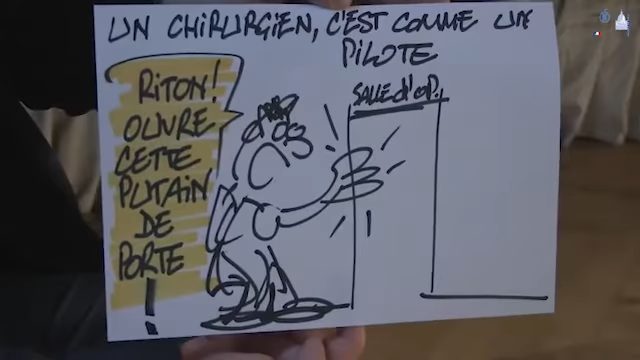 UN CHIRURGIEN, C'EST COMME UN
PILOTE
RITON!
OUVRE
CETTE
PUTAIN
DE
PORTE
!
SALLE d'OP.